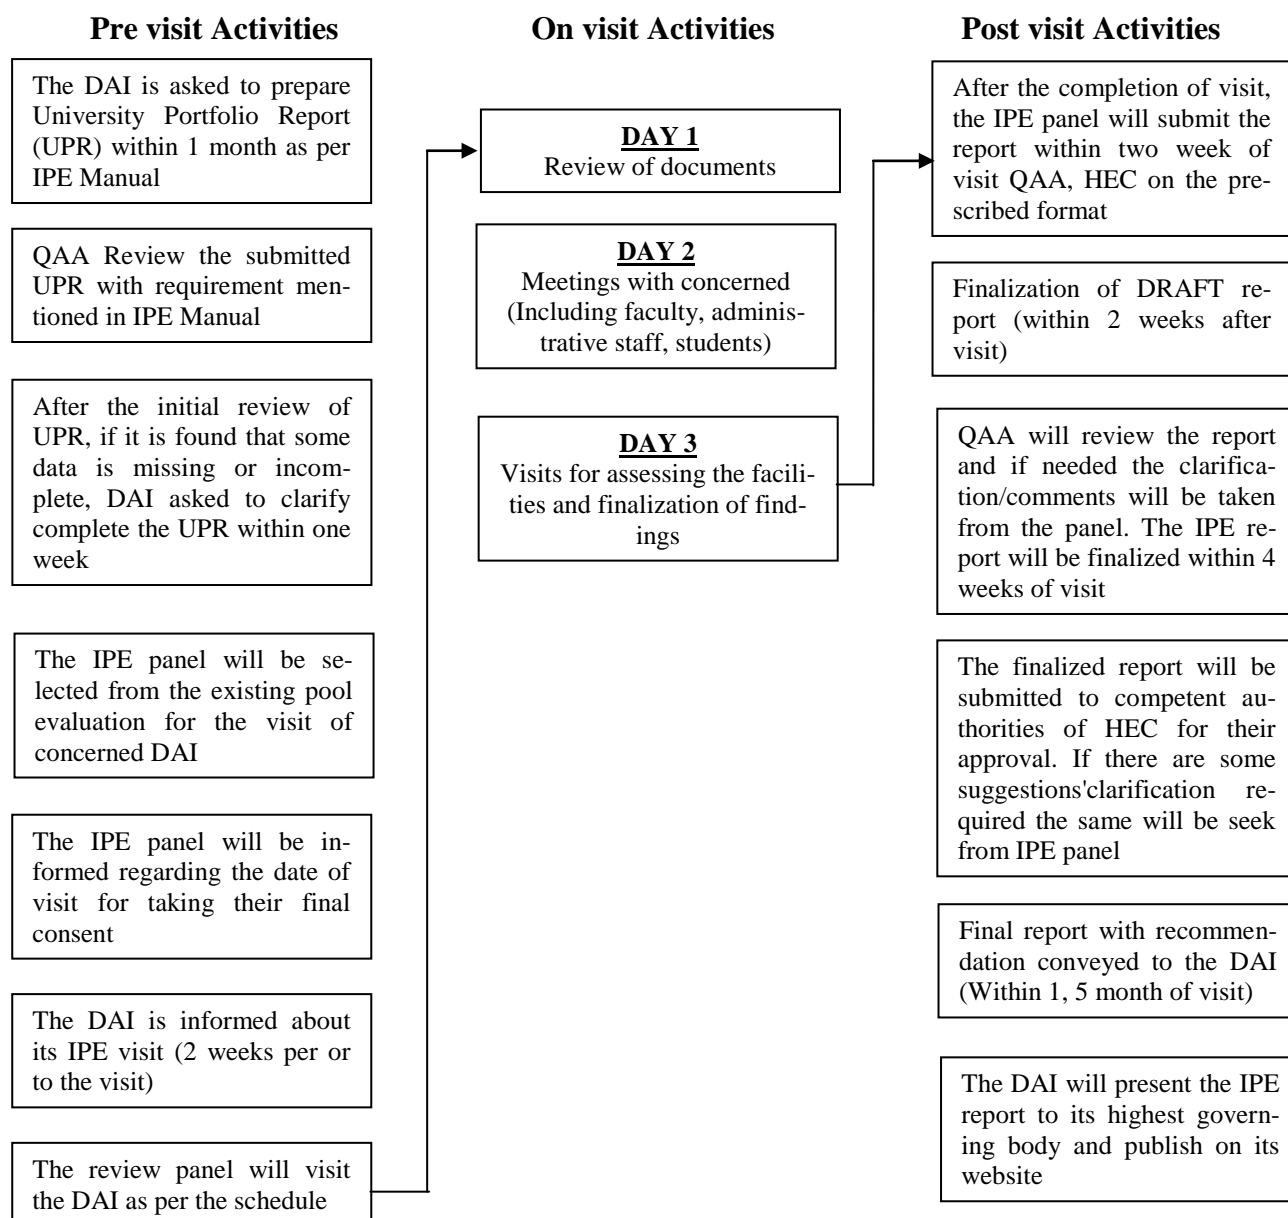 Pre visit Activities
The DAI is asked to prepare
University Portfolio Report
(UPR) within 1 month as per
IPE Manual
QAA Review the submitted
UPR with requirement men-
tioned in IPE Manual
After the initial review of
UPR, if it is found that some
data is missing or incom-
plete, DAI asked to clarify
complete the UPR within one
week
The IPE panel will be se-
lected from the existing pool
evaluation for the visit of
concerned DAI
The IPE panel will be in-
formed regarding the date of
visit for taking their final
consent
The DAI is informed about
its IPE visit (2 weeks per or
to the visit)
The review panel will visit
the DAI as per the schedule
On visit Activities
DAY 1
Review of documents
DAY 2
Meetings with concerned
(Including faculty, adminis-
trative staff, students)
DAY 3
Visits for assessing the facili-
ties and finalization of find-
ings
Post visit Activities
After the completion of visit,
the IPE panel will submit the
report within two week of
visit QAA, HEC on the pre-
scribed format
Finalization of DRAFT re-
port (within 2 weeks after
visit)
QAA will review the report
and if needed the clarifica-
tion/comments will be taken
from the panel. The IPE re-
port will be finalized within 4
weeks of visit
The finalized report will be
submitted to competent au-
thorities of HEC for their
approval. If there are some
suggestions'clarification re-
quired the same will be seek
from IPE panel
Final report with recommen-
dation conveyed to the DAI
(Within 1, 5 month of visit)
The DAI will present the IPE
report to its highest govern-
ing body and publish on its
website